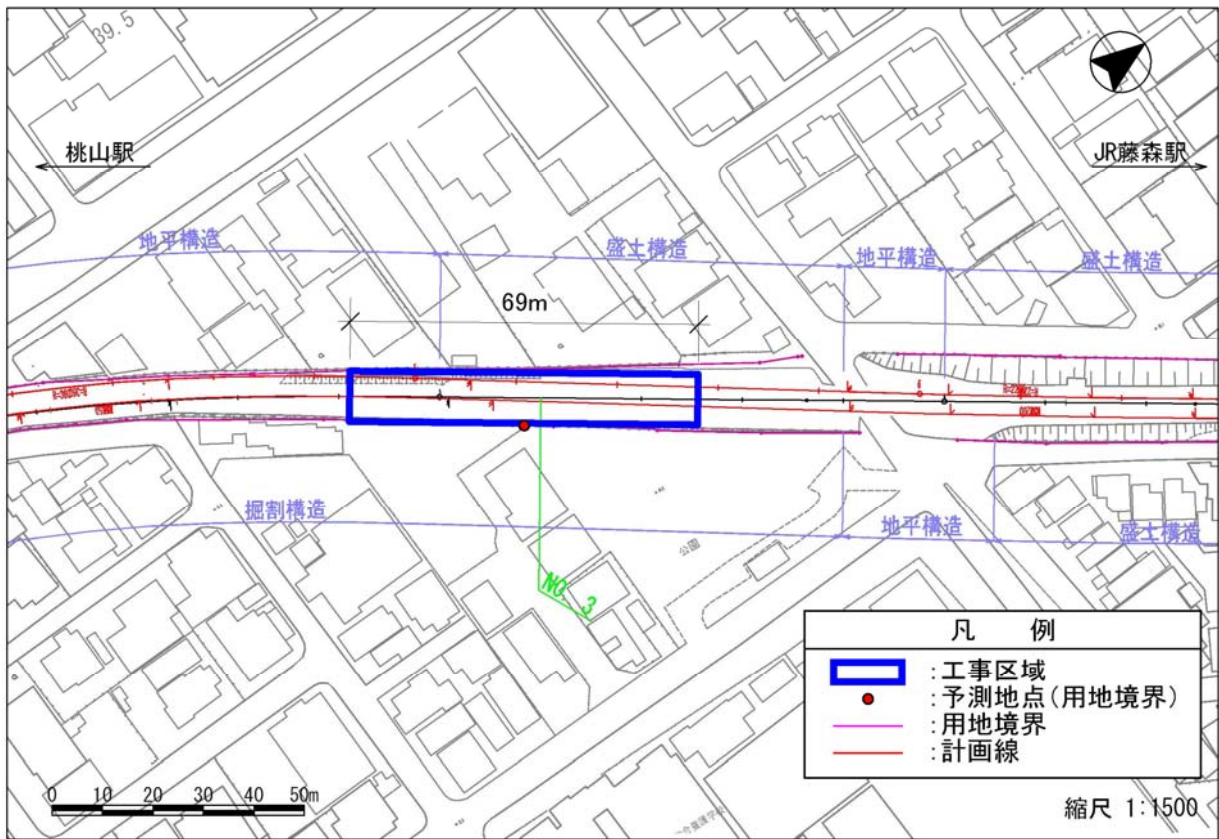 39.5
桃山駅
JR藤森駅
地平構造
盛土構造
地平構造
盛土構造
69m
掘割構造
地平構造
盛土構造
公園
NO. 3
凡 例
:工事区域
:予測地点(用地境界)
:用地境界
:計画線
0 10 20 30 40 50m
縮尺 1:1500